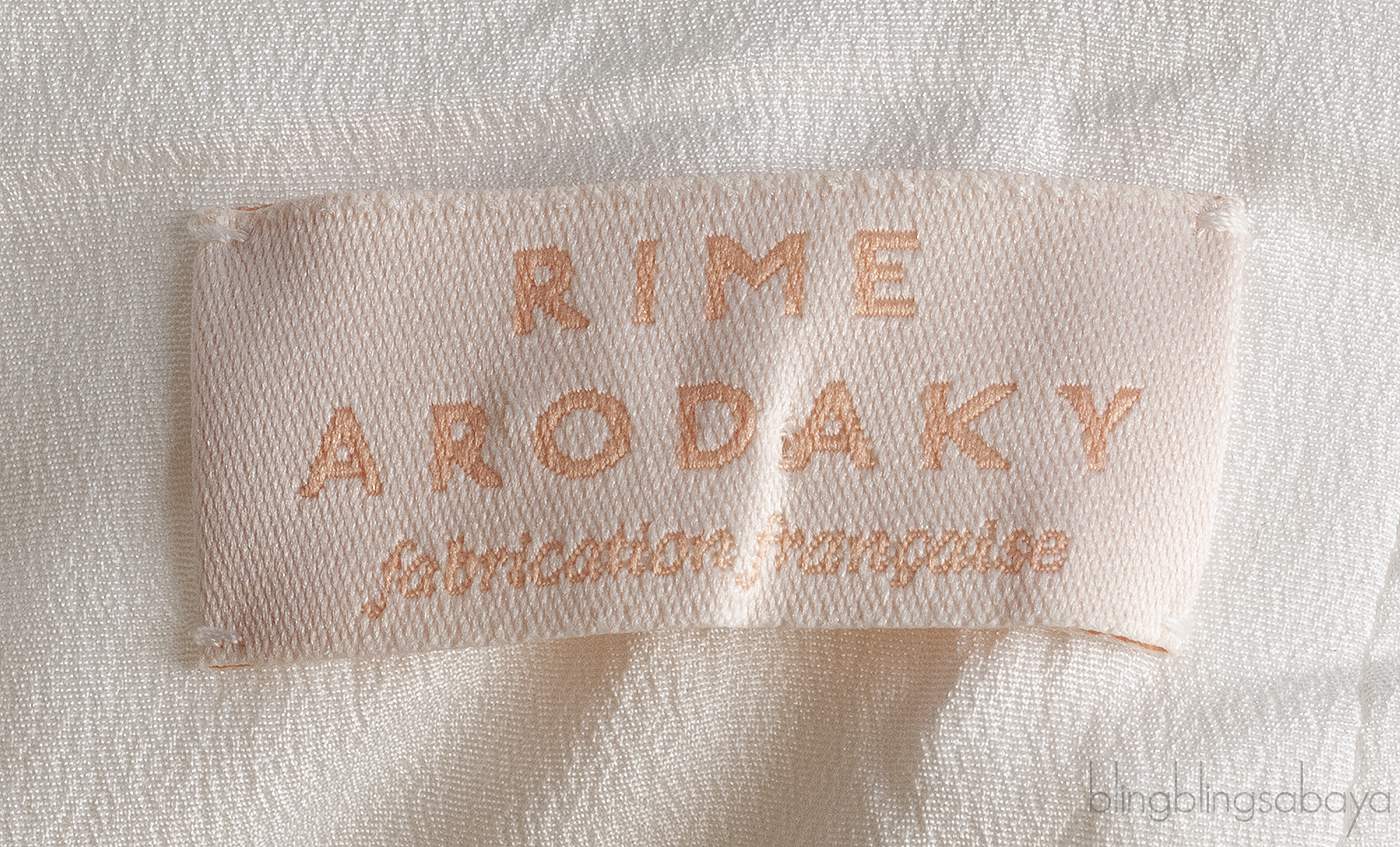 RIME
ARODAKY
fabrication française
blingblingsabaya